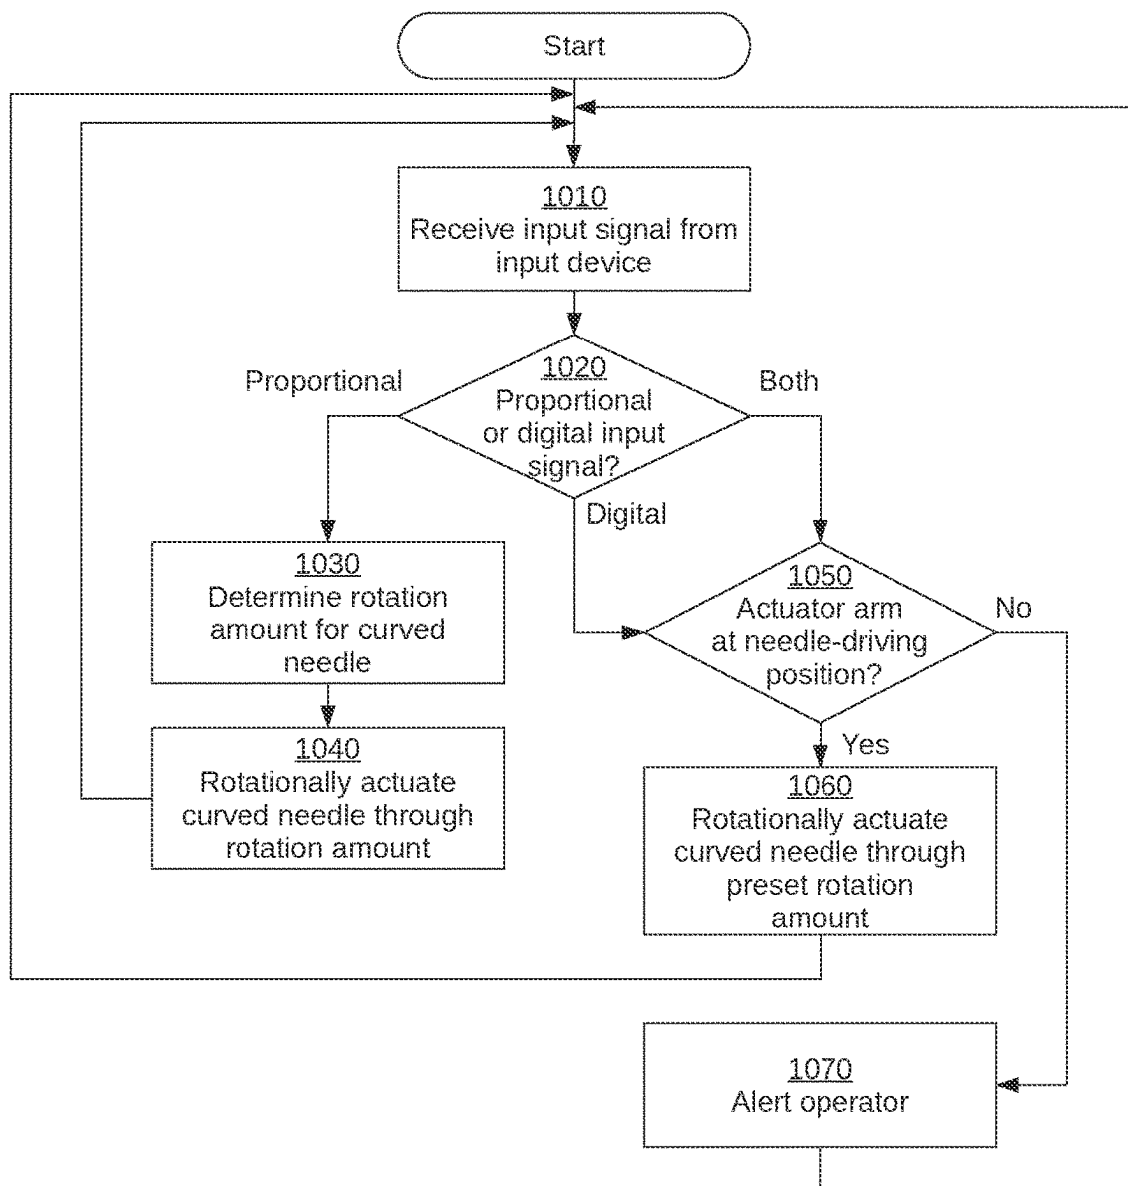 Start
1010
Receive input signal from
input device
1020
Proportional
or digital input
signal?
Proportional
Both
Digital
1030
Determine rotation
amount for curved
needle
1040
Rotationally actuate
curved needle through
rotation amount
1050
Actuator arm
at needle-driving
position?
No
Yes
1060
Rotationally actuate
curved needle through
preset rotation
amount
1070
Alert operator